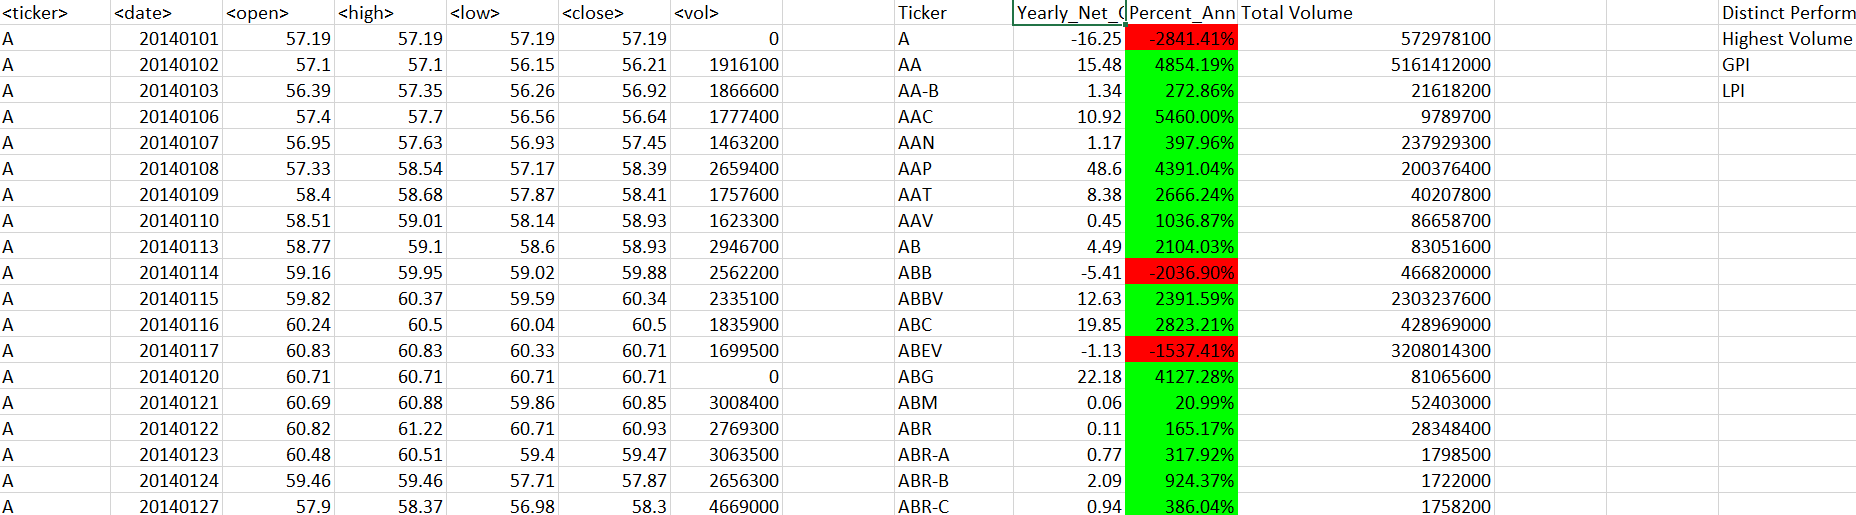 <ticker> <date> <open> <high> <low> <close> <vol> Ticker Yearly_Net_ Percent_Ann Total Volume Distinct Perform
A 20140101 57.19 57.19 57.19 57.19 0 A -16.25 -2841.41% 572978100 Highest Volume
A 20140102 57.1 57.1 56.15 56.21 1916100 AA 15.48 4854.19% 5161412000 GPI
A 20140103 56.39 57.35 56.26 56.92 1866600 AA-B 1.34 272.86% 21618200 LPI
A 20140106 57.4 57.7 56.56 56.64 1777400 AAC 10.92 5460.00% 9789700
A 20140107 56.95 57.63 56.93 57.45 1463200 AAN 1.17 397.96% 237929300
A 20140108 57.33 58.54 57.17 58.39 2659400 AAP 48.6 4391.04% 200376400
A 20140109 58.4 58.68 57.87 58.41 1757600 AAT 8.38 2666.24% 40207800
A 20140110 58.51 59.01 58.14 58.93 1623300 AAV 0.45 1036.87% 86658700
A 20140113 58.77 59.1 58.6 58.93 2946700 AB 4.49 2104.03% 83051600
A 20140114 59.16 59.95 59.02 59.88 2562200 ABB -5.41 -2036.90% 466820000
A 20140115 59.82 60.37 59.59 60.34 2335100 ABBV 12.63 2391.59% 2303237600
A 20140116 60.24 60.5 60.04 60.5 1835900 ABC 19.85 2823.21% 428969000
A 20140117 60.83 60.83 60.33 60.71 1699500 ABEV -1.13 -1537.41% 3208014300
A 20140120 60.71 60.71 60.71 60.71 0 ABG 22.18 4127.28% 81065600
A 20140121 60.69 60.88 59.86 60.85 3008400 ABM 0.06 20.99% 52403000
A 20140122 60.82 61.22 60.71 60.93 2769300 ABR 0.11 165.17% 28348400
A 20140123 60.48 60.51 59.4 59.47 3063500 ABR-A 0.77 317.92% 1798500
A 20140124 59.46 59.46 57.71 57.87 2656300 ABR-B 2.09 924.37% 1722000
A 20140127 57.9 58.37 56.98 58.3 4669000 ABR-C 0.94 386.04% 1758200